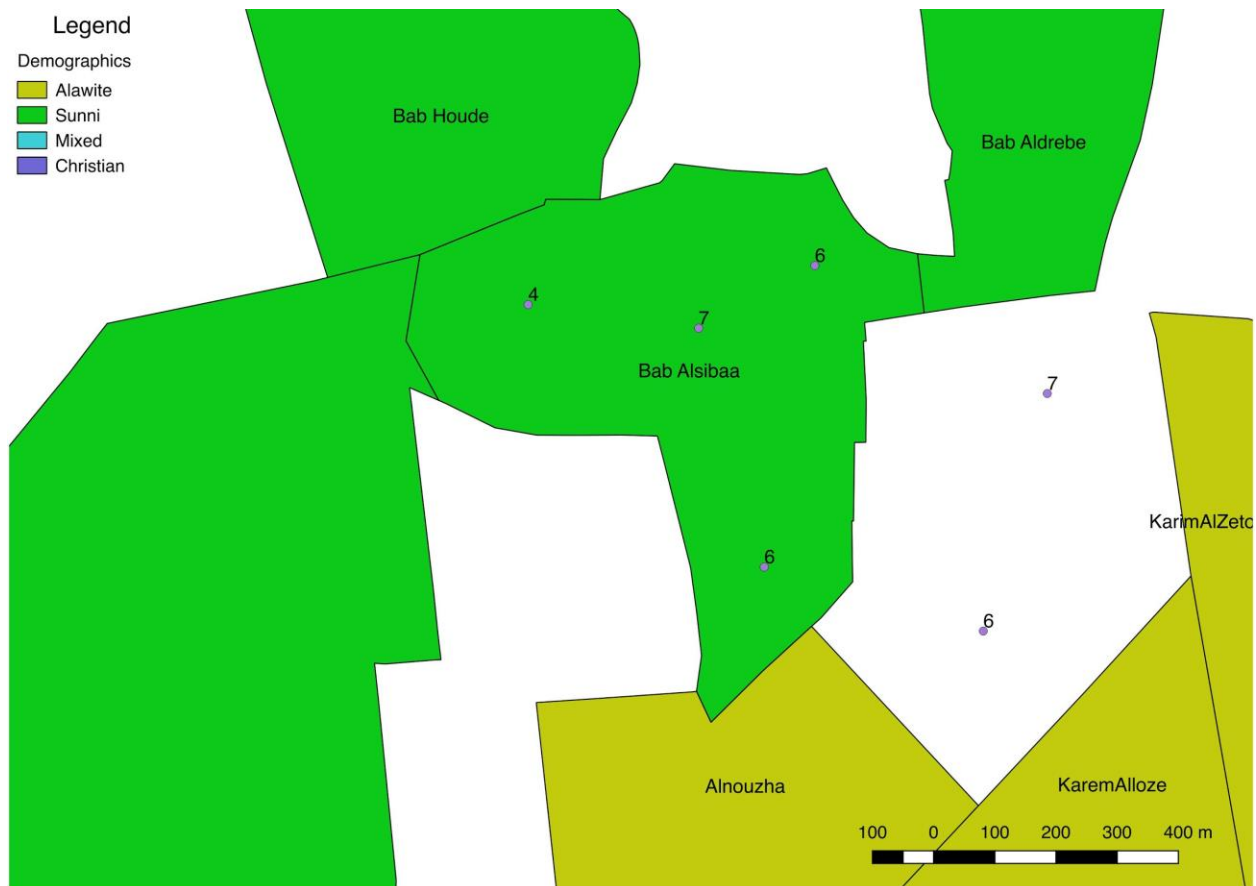 Legend
Demographics
Alawite
Sunni
Mixed
Christian
Bab Houde
Bab Aldrebe
6
4
7
Bab Alsibaa
7
KarimAlZeto
6
6
Alnouzha
KaremAlloze
100 0 100 200 300 400 m